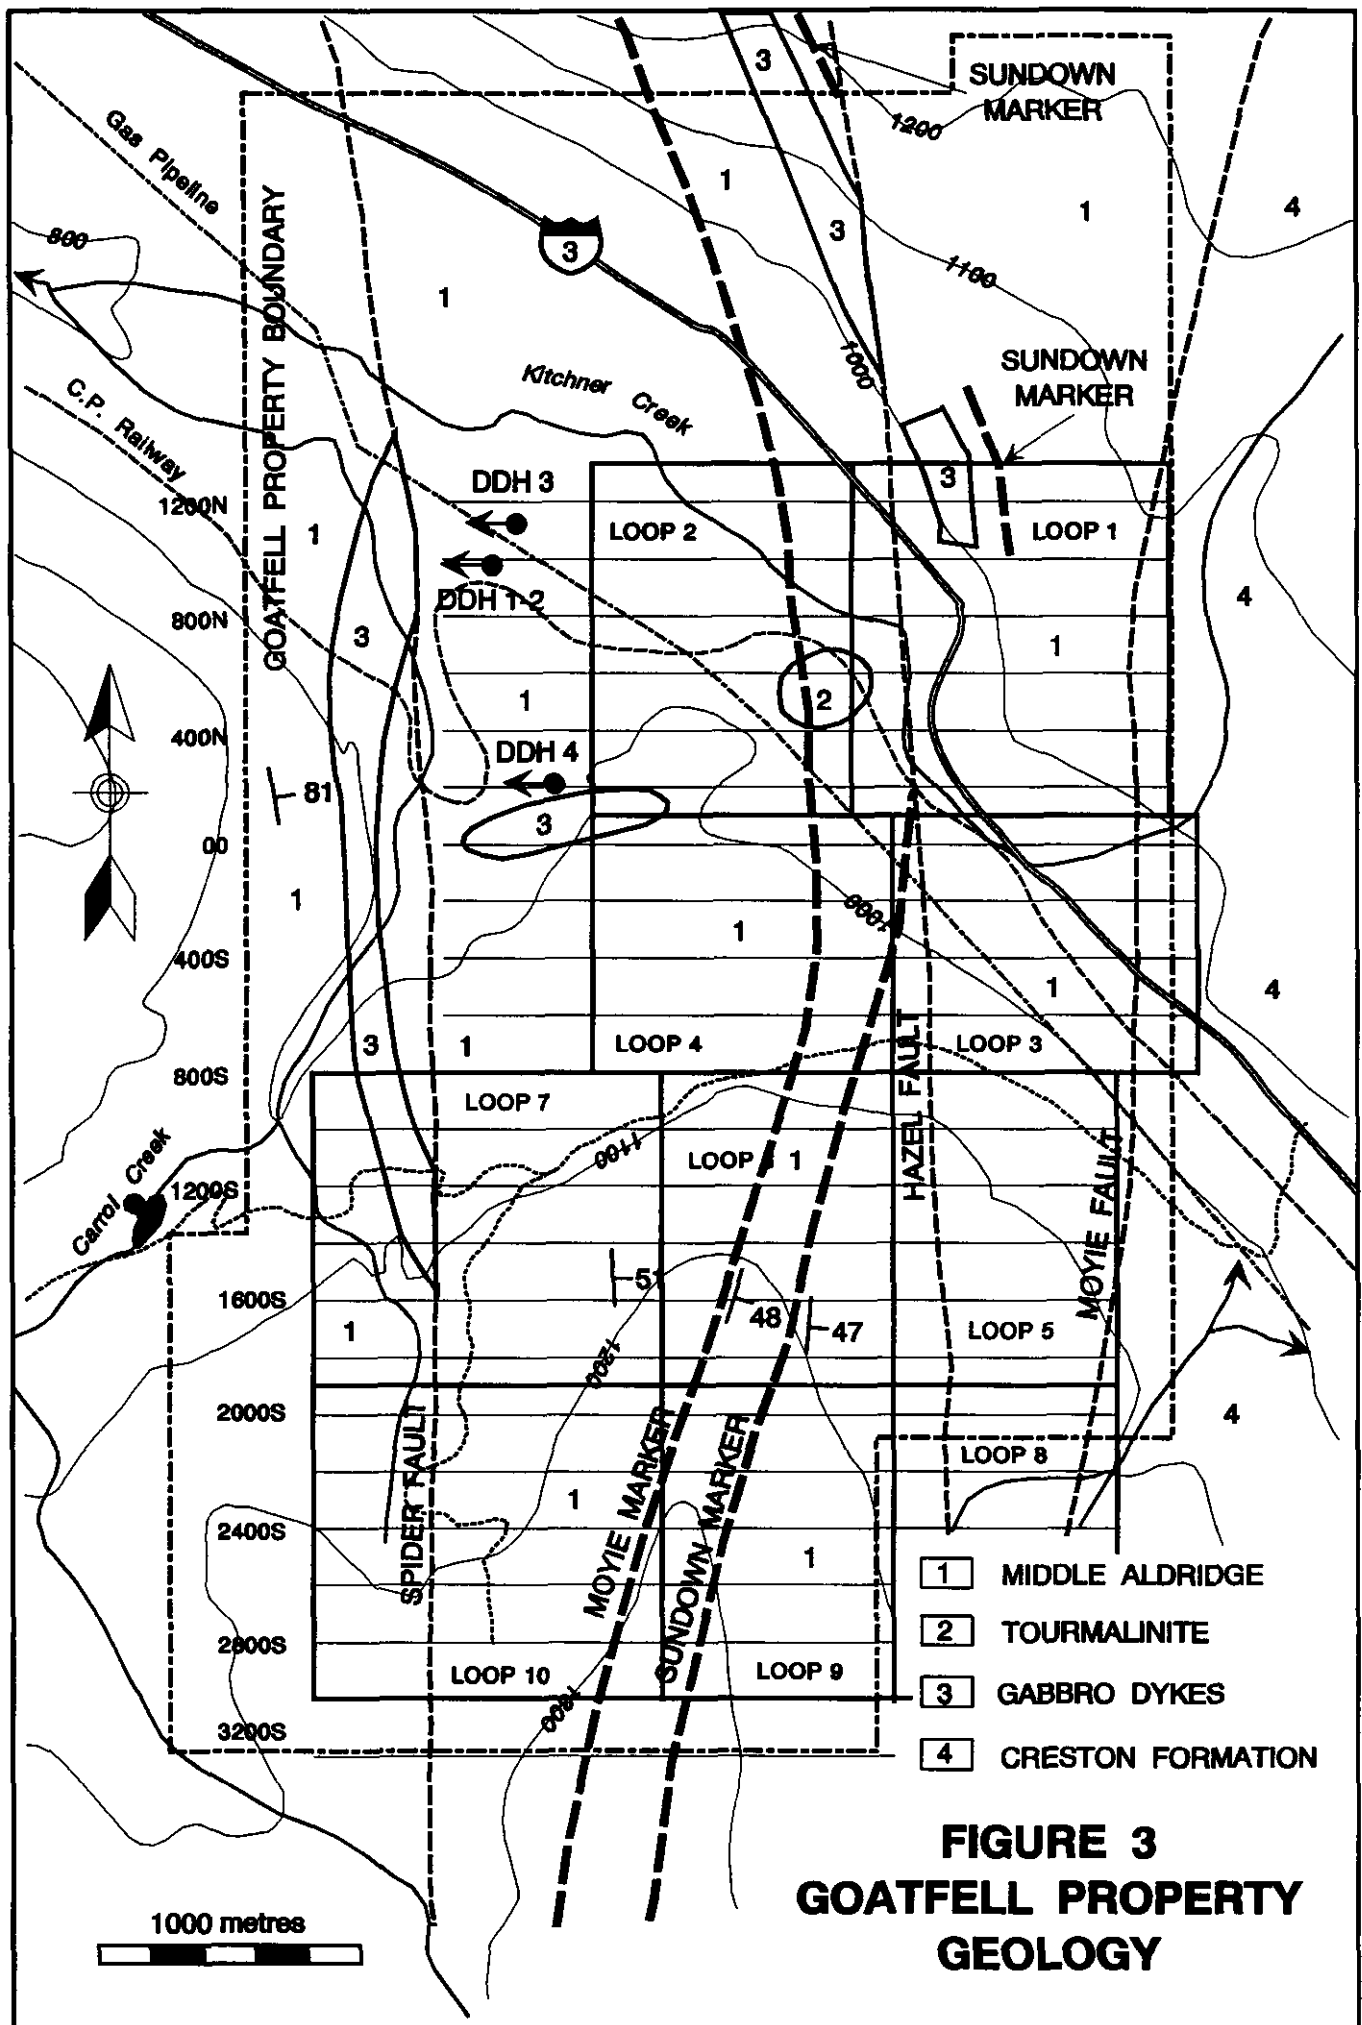 3
SUNDOWN
MARKER
1200
Gas Pipeline
1
1
4
800
3
3
1100
1
GOATFELL PROPERTY BOUNDARY
1000
SUNDOWN
MARKER
Kitchner Creek
C.P. Railway
DDH 3
3
1200N
1
LOOP 2
LOOP 1
DDH 1-2
4
800N
3
1
1
2
400N
DDH 4
81
3
00
1
1000
1
400S
1
4
3
1
LOOP 4
HAZEL FAULT
LOOP 3
800S
LOOP 7
Carrol Creek
1100
LOOP
1
MOYIE FAULT
1200S
51
1600S
48
47
1
LOOP 5
1200
2000S
4
SPIDER FAULT
MOYIE MARKER
SUNDOWN MARKER
LOOP 8
1
2400S
1
1 MIDDLE ALDRIDGE
2 TOURMALINITE
2800S
LOOP 10
LOOP 9
3 GABBRO DYKES
3200S
4 CRESTON FORMATION
FIGURE 3
GOATFELL PROPERTY
GEOLOGY
1000 metres